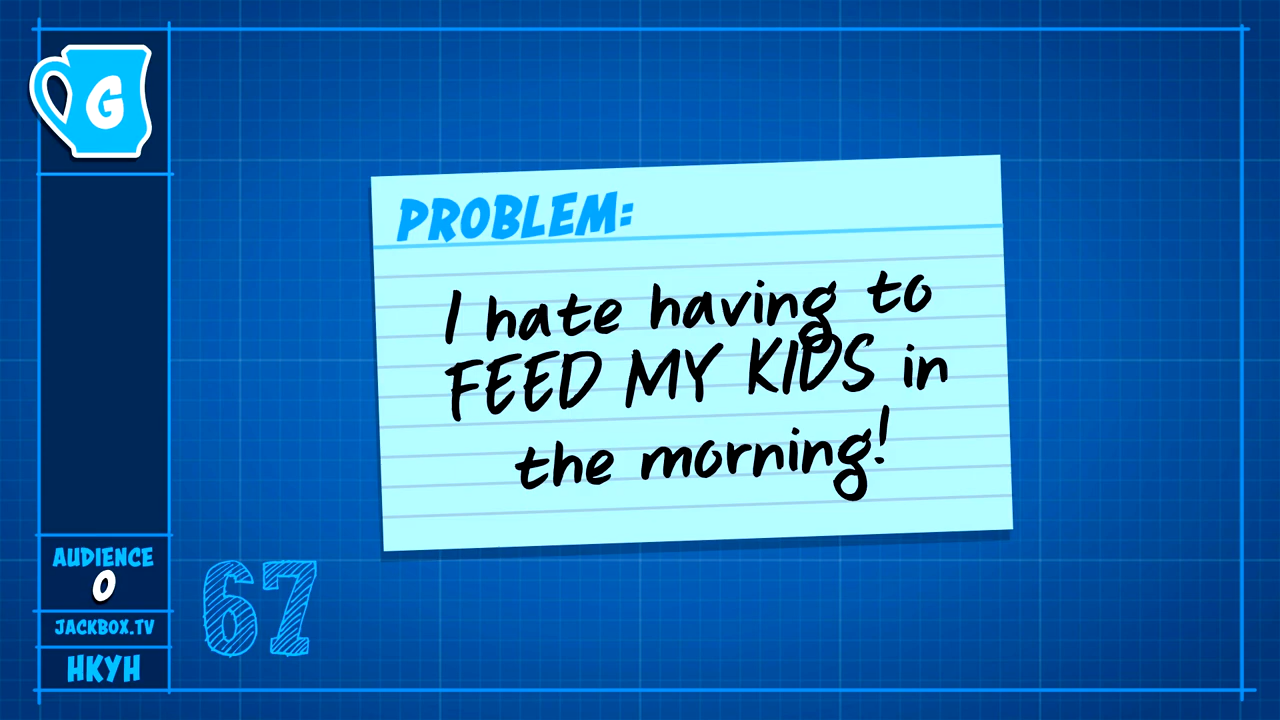 G
PROBLEM:
I hate having to
FEED MY KIDS in
the morning!
AUDIENCE
0
JACKBOX.TV
HKYH
67